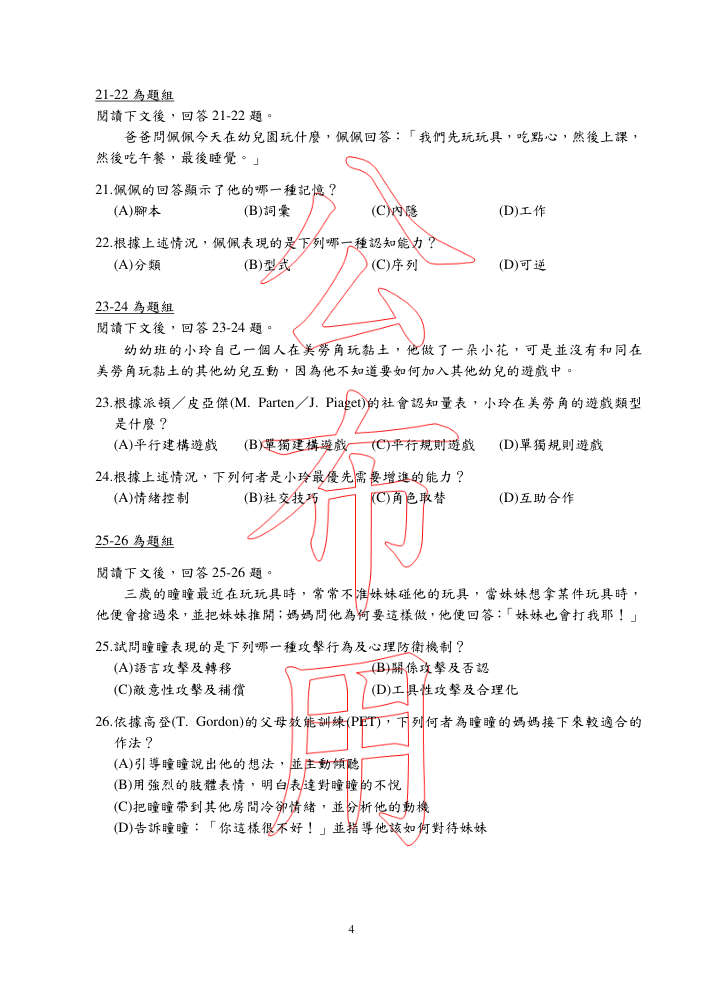 21-22 為題組
閱讀下文後，回答 21-22 題。
爸爸問佩佩今天在幼兒園玩什麼，佩佩回答：「我們先玩玩具，吃點心，然後上課，
然後吃午餐，最後睡覺。」
21.佩佩的回答顯示了他的哪一種記憶？
(A)腳本 (B)詞彙 (C)內隱 (D)工作
22.根據上述情況，佩佩表現的是下列哪一種認知能力？
(A)分類 (B)型式 (C)序列 (D)可逆
23-24 為題組
閱讀下文後，回答 23-24 題。
幼幼班的小玲自己一個人在美勞角玩黏土，他做了一朵小花，可是並沒有和同在
美勞角玩黏土的其他幼兒互動，因為他不知道要如何加入其他幼兒的遊戲中。
23.根據派頓／皮亞傑(M. Parten／J. Piaget)的社會認知量表，小玲在美勞角的遊戲類型
是什麼？
(A)平行建構遊戲 (B)單獨建構遊戲 (C)平行規則遊戲 (D)單獨規則遊戲
24.根據上述情況，下列何者是小玲最優先需要增進的能力？
(A)情緒控制 (B)社交技巧 (C)角色取替 (D)互助合作
25-26 為題組
閱讀下文後，回答 25-26 題。
三歲的瞳瞳最近在玩玩具時，常常不准妹妹碰他的玩具，當妹妹想拿某件玩具時，
他便會搶過來，並把妹妹推開；媽媽問他為何要這樣做，他便回答：「妹妹也會打我耶！」
25.試問瞳瞳表現的是下列哪一種攻擊行為及心理防衛機制？
(A)語言攻擊及轉移 (B)關係攻擊及否認
(C)敵意性攻擊及補償 (D)工具性攻擊及合理化
26.依據高登(T. Gordon)的父母效能訓練(PET)，下列何者為瞳瞳的媽媽接下來較適合的
作法？
(A)引導瞳瞳說出他的想法，並主動傾聽
(B)用強烈的肢體表情，明白表達對瞳瞳的不悅
(C)把瞳瞳帶到其他房間冷卻情緒，並分析他的動機
(D)告訴瞳瞳：「你這樣很不好！」並指導他該如何對待妹妹
公布用
4